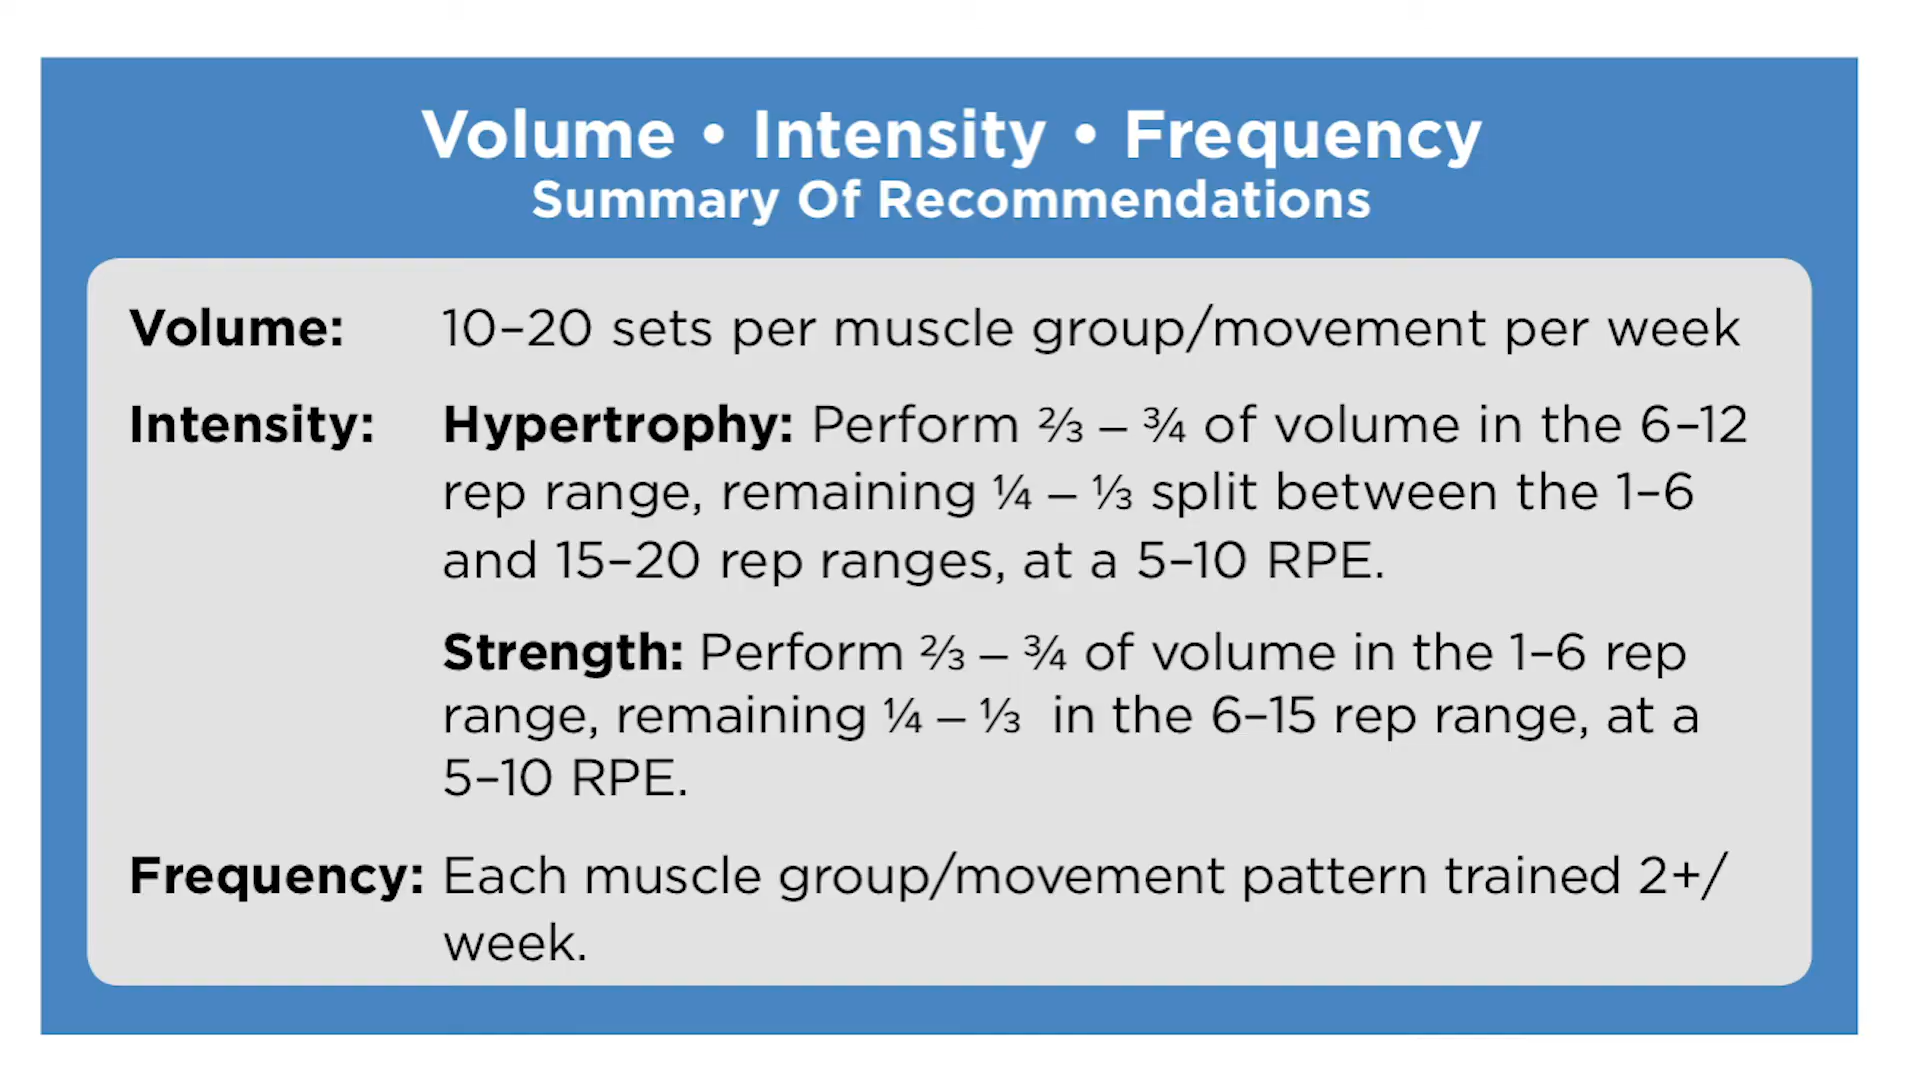 Volume • Intensity • Frequency
Summary Of Recommendations
Volume: 10–20 sets per muscle group/movement per week
Intensity: Hypertrophy: Perform ⅔ – ¾ of volume in the 6–12
rep range, remaining ¼ – ⅓ split between the 1–6
and 15–20 rep ranges, at a 5–10 RPE.
Strength: Perform ⅔ – ¾ of volume in the 1–6 rep
range, remaining ¼ – ⅓ in the 6–15 rep range, at a
5–10 RPE.
Frequency: Each muscle group/movement pattern trained 2+/
week.